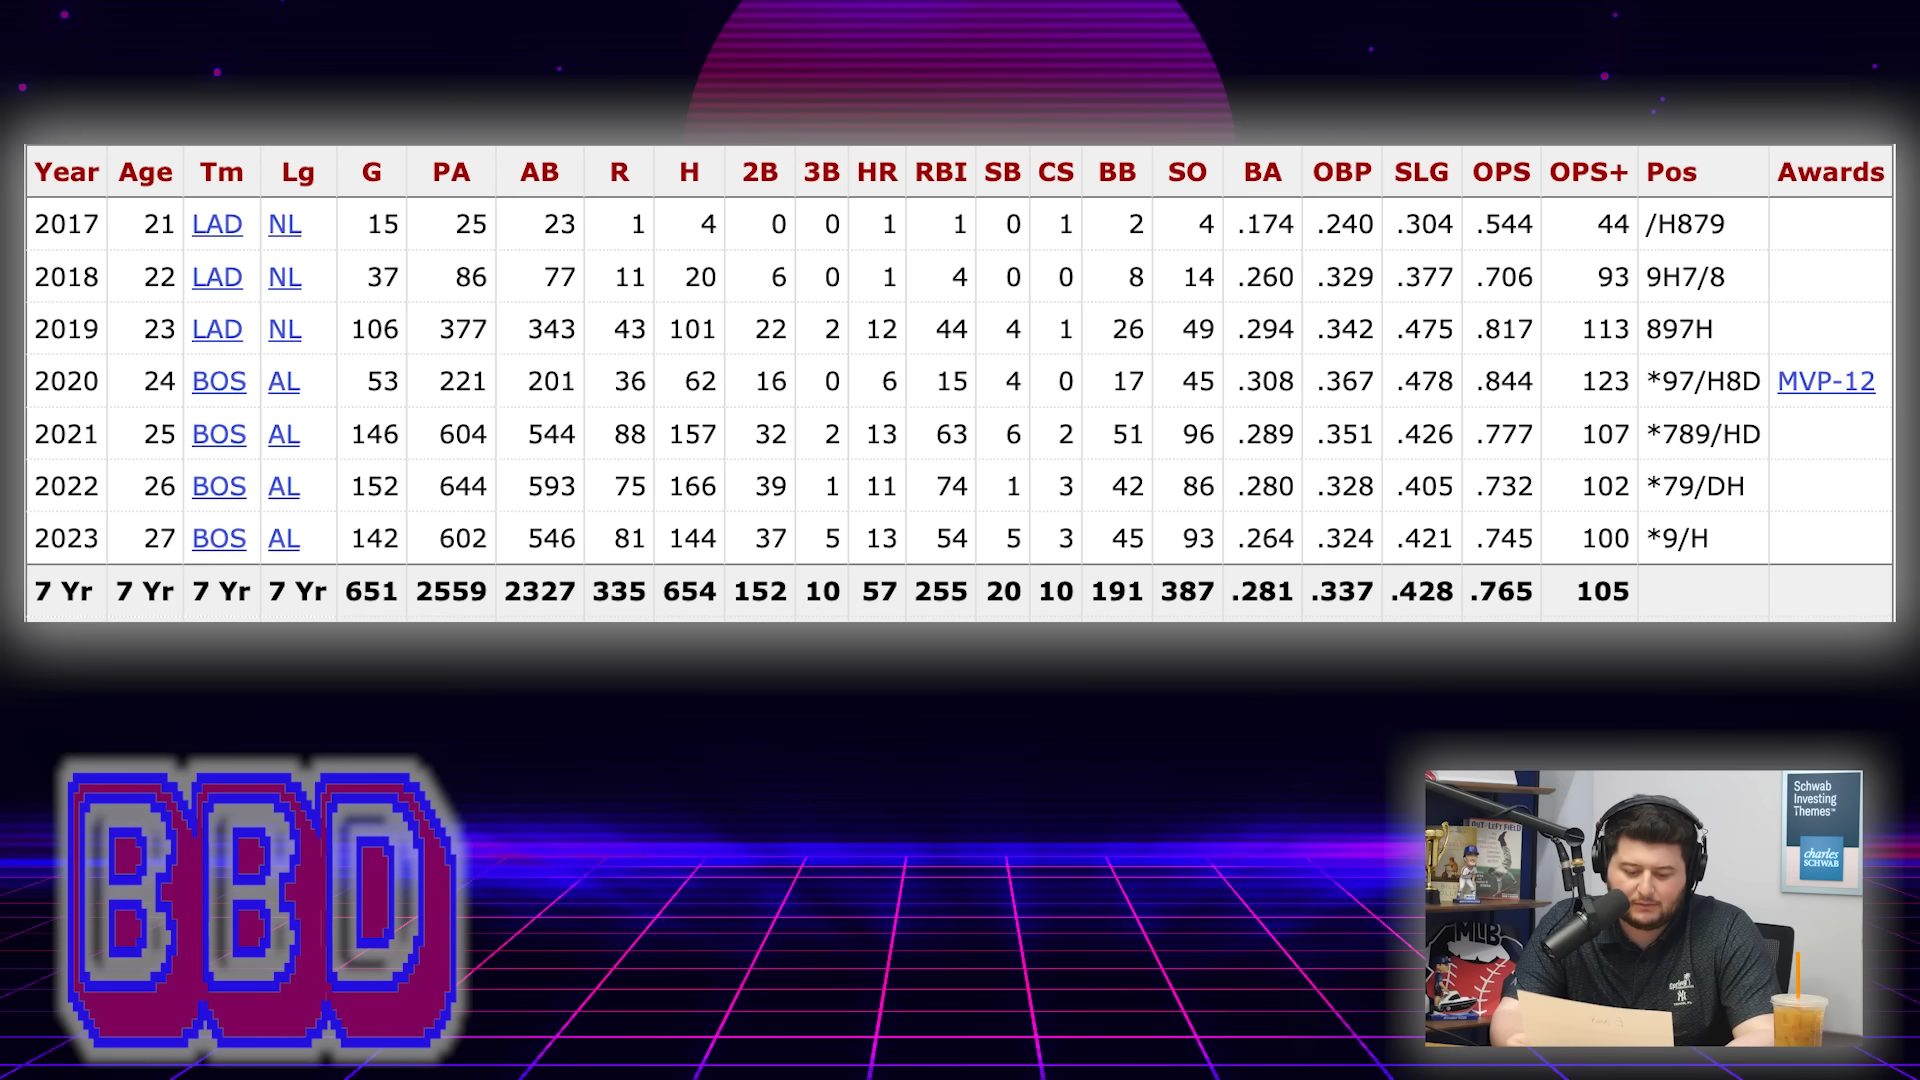 Year Age Tm Lg G PA AB R H 2B 3B HR RBI SB CS BB SO BA OBP SLG OPS OPS+ Pos Awards
2017 21 LAD NL 15 25 23 1 4 0 0 1 1 0 1 2 4 .174 .240 .304 .544 44 /H879
2018 22 LAD NL 37 86 77 11 20 6 0 1 4 0 0 8 14 .260 .329 .377 .706 93 9H7/8
2019 23 LAD NL 106 377 343 43 101 22 2 12 44 4 1 26 49 .294 .342 .475 .817 113 897H
2020 24 BOS AL 53 221 201 36 62 16 0 6 15 4 0 17 45 .308 .367 .478 .844 123 *97/H8D MVP-12
2021 25 BOS AL 146 604 544 88 157 32 2 13 63 6 2 51 96 .289 .351 .426 .777 107 *789/HD
2022 26 BOS AL 152 644 593 75 166 39 1 11 74 1 3 42 86 .280 .328 .405 .732 102 *79/DH
2023 27 BOS AL 142 602 546 81 144 37 5 13 54 5 3 45 93 .264 .324 .421 .745 100 *9/H
7 Yr 7 Yr 7 Yr 7 Yr 651 2559 2327 335 654 152 10 57 255 20 10 191 387 .281 .337 .428 .765 105
BBD
Schwab
Investing
Themes™
charles
SCHWAB
OUT LEFT FIELD
MLB